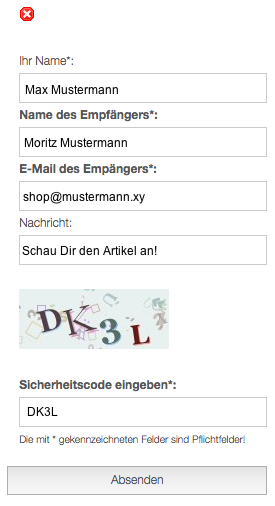 Ihr Name*:
Max Mustermann
Name des Empfängers*:
Moritz Mustermann
E-Mail des Empängers*:
shop@mustermann.xy
Nachricht:
Schau Dir den Artikel an!
DK3L
Sicherheitscode eingeben*:
DK3L
Die mit * gekennzeichneten Felder sind Pflichtfelder!
Absenden